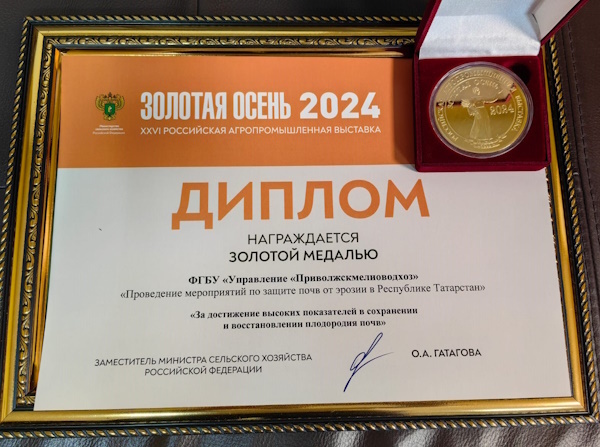 ЗОЛОТАЯ ОСЕНЬ 2024
XXVI РОССИЙСКАЯ АГРОПРОМЫШЛЕННАЯ ВЫСТАВКА
ДИПЛОМ
НАГРАЖДАЕТСЯ
ЗОЛОТОЙ МЕДАЛЬЮ
ФГБУ «Управление «Приволжскмелиоводхоз»
«Проведение мероприятий по защите почв от эрозии в Республике Татарстан»
«За достижение высоких показателей в сохранении
и восстановлении плодородия почв»
ЗАМЕСТИТЕЛЬ МИНИСТРА СЕЛЬСКОГО ХОЗЯЙСТВА
РОССИЙСКОЙ ФЕДЕРАЦИИ
О.А. ГАТАГОВА
2024